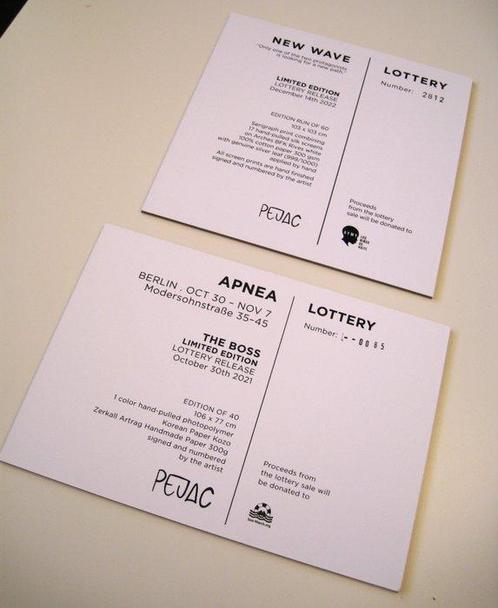 NEW WAVE
"Only one of the two protagonists
is looking for a new path."
LIMITED EDITION
LOTTERY RELEASE
December 14th 2022
EDITION RUN OF 60
103 x 103 cm
Serigraph print combining
17 hand-pulled silk screens
on Arches BFK Rives white
100% cotton paper 300 gsm
with genuine silver leaf (999/1000)
applied by hand
All screen prints are hand finished
signed and numbered by the artist
PEJAC
LOTTERY
Number: 2812
Proceeds
from the lottery
sale will be donated to
APNEA
BERLIN . OCT 30 – NOV 7
Modersohnstraße 35-45
THE BOSS
LIMITED EDITION
LOTTERY RELEASE
October 30th 2021
EDITION OF 40
106 x 77 cm
1 color hand-pulled photopolymer
Korean Paper Kozo
Zerkall Artrag Handmade Paper 300g
signed and numbered
by the artist
PEJAC
LOTTERY
Number: --0085
Proceeds from
the lottery sale will
be donated to